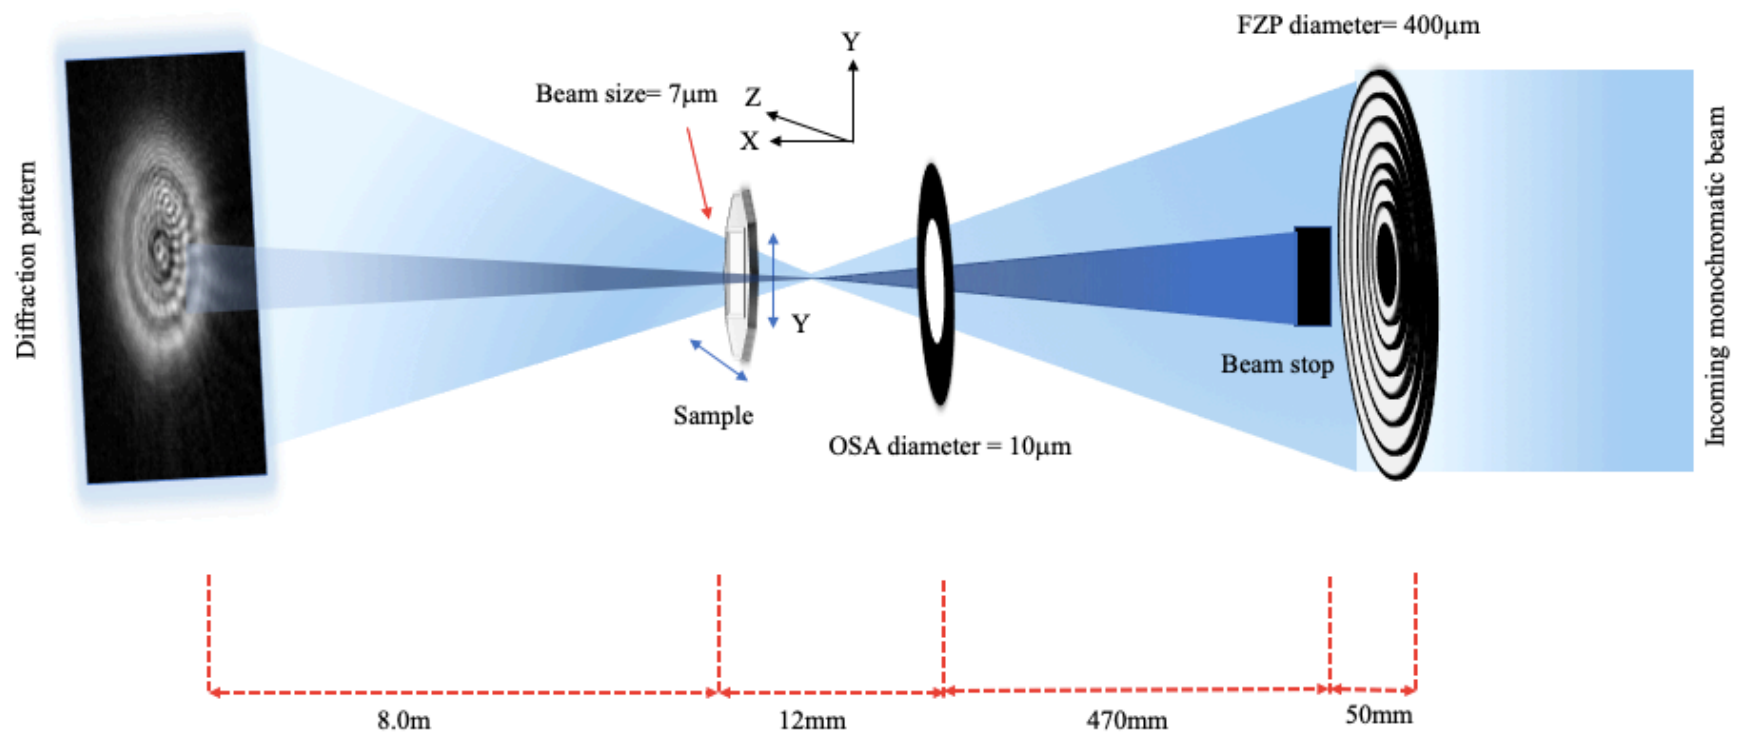 FZP diameter= 400μm
Y
Beam size= 7μm
Z
X
Diffraction pattern
Incoming monochromatic beam
Y
Beam stop
Sample
OSA diameter = 10μm
8.0m
12mm
470mm
50mm